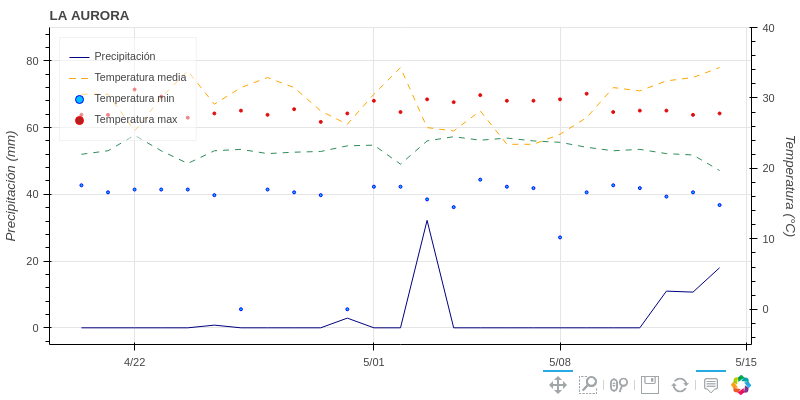 LA AURORA
Precipitación
Temperatura media
Temperatura min
Temperatura max
Precipitación (mm)
80
60
40
20
0
Temperatura (°C)
40
30
20
10
0
4/22
5/01
5/08
5/15